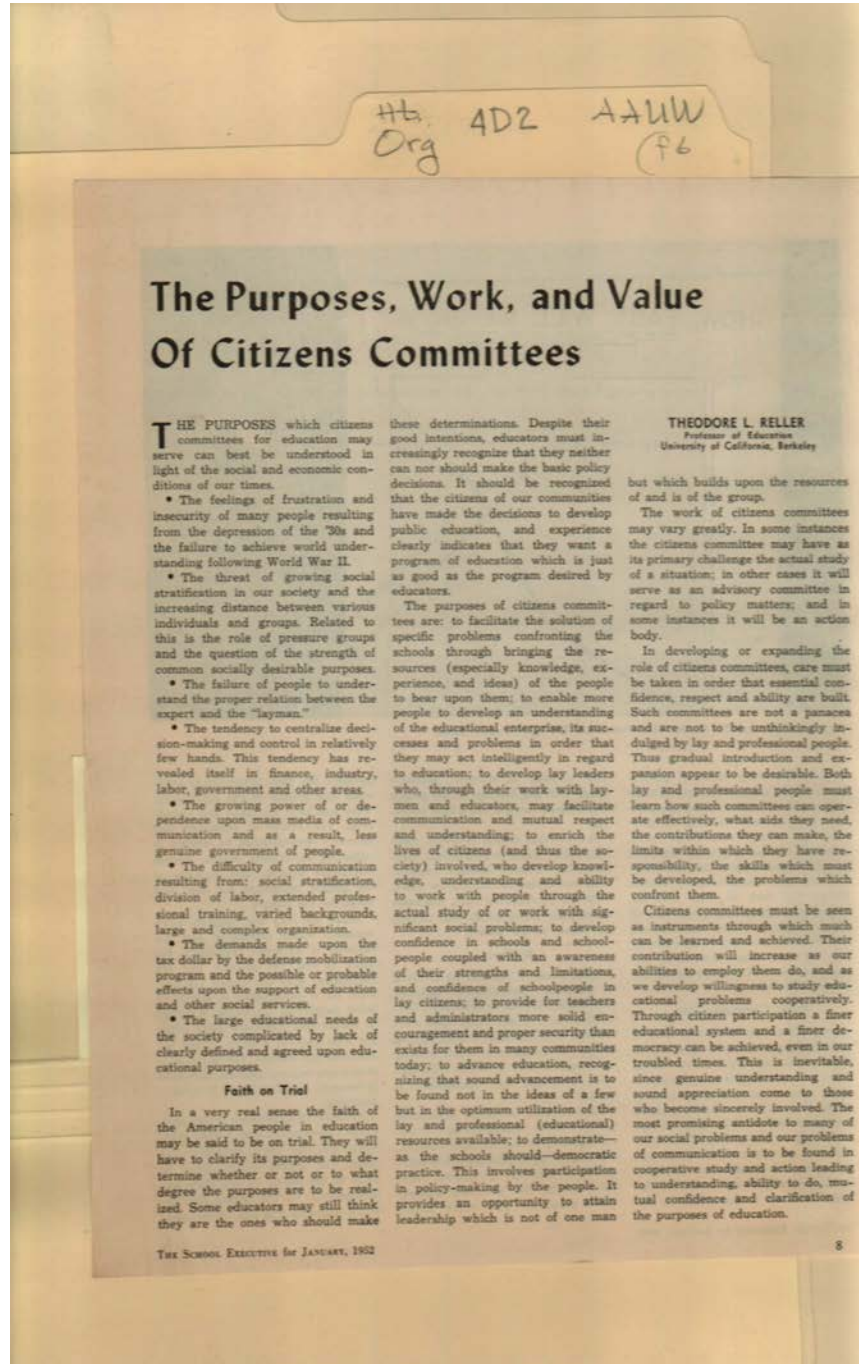 Hts. 4D2 AAUW
Org (f6
The Purposes, Work, and Value
Of Citizens Committees
THE PURPOSES which citizens
committees for education may
serve can best be understood in
light of the social and economic con-
ditions of our times.
• The feelings of frustration and
insecurity of many people resulting
from the depression of the '30s and
the failure to achieve world under-
standing following World War II.
• The threat of growing social
stratification in our society and the
increasing distance between various
individuals and groups. Related to
this is the role of pressure groups
and the question of the strength of
common socially desirable purposes.
• The failure of people to under-
stand the proper relation between the
expert and the "layman."
• The tendency to centralize deci-
sion-making and control in relatively
few hands. This tendency has re-
vealed itself in finance, industry,
labor, government and other areas.
• The growing power of or de-
pendence upon mass media of com-
munication and as a result, less
genuine government of people.
• The difficulty of communication
resulting from: social stratification,
division of labor, extended profes-
sional training, varied backgrounds,
large and complex organization.
• The demands made upon the
tax dollar by the defense mobilization
program and the possible or probable
effects upon the support of education
and other social services.
• The large educational needs of
the society complicated by lack of
clearly defined and agreed upon edu-
cational purposes.
Faith on Trial
In a very real sense the faith of
the American people in education
may be said to be on trial. They will
have to clarify its purposes and de-
termine whether or not or to what
degree the purposes are to be real-
ized. Some educators may still think
they are the ones who should make
these determinations. Despite their
good intentions, educators must in-
creasingly recognize that they neither
can nor should make the basic policy
decisions. It should be recognized
that the citizens of our communities
have made the decisions to develop
public education, and experience
clearly indicates that they want a
program of education which is just
as good as the program desired by
educators.
The purposes of citizens commit-
tees are: to facilitate the solution of
specific problems confronting the
schools through bringing the re-
sources (especially knowledge, ex-
perience, and ideas) of the people
to bear upon them; to enable more
people to develop an understanding
of the educational enterprise, its suc-
cesses and problems in order that
they may act intelligently in regard
to education; to develop lay leaders
who, through their work with lay-
men and educators, may facilitate
communication and mutual respect
and understanding; to enrich the
lives of citizens (and thus the so-
ciety) involved, who develop knowl-
edge, understanding and ability
to work with people through the
actual study of or work with sig-
nificant social problems; to develop
confidence in schools and school-
people coupled with an awareness
of their strengths and limitations,
and confidence of schoolpeople in
lay citizens; to provide for teachers
and administrators more solid en-
couragement and proper security than
exists for them in many communities
today; to advance education, recog-
nizing that sound advancement is to
be found not in the ideas of a few
but in the optimum utilization of the
lay and professional (educational)
resources available; to demonstrate—
as the schools should—democratic
practice. This involves participation
in policy-making by the people. It
provides an opportunity to attain
leadership which is not of one man
THEODORE L. RELLER
Professor of Education
University of California, Berkeley
but which builds upon the resources
of and is of the group.
The work of citizens committees
may vary greatly. In some instances
the citizens committee may have as
its primary challenge the actual study
of a situation; in other cases it will
serve as an advisory committee in
regard to policy matters; and in
some instances it will be an action
body.
In developing or expanding the
role of citizens committees, care must
be taken in order that essential con-
fidence, respect and ability are built.
Such committees are not a panacea
and are not to be unthinkingly in-
dulged by lay and professional people.
Thus gradual introduction and ex-
pansion appear to be desirable. Both
lay and professional people must
learn how such committees can oper-
ate effectively, what aids they need,
the contributions they can make, the
limits within which they have re-
sponsibility, the skills which must
be developed, the problems which
confront them.
Citizens committees must be seen
as instruments through which much
can be learned and achieved. Their
contribution will increase as our
abilities to employ them do, and as
we develop willingness to study edu-
cational problems cooperatively.
Through citizen participation a finer
educational system and a finer de-
mocracy can be achieved, even in our
troubled times. This is inevitable,
since genuine understanding and
sound appreciation come to those
who become sincerely involved. The
most promising antidote to many of
our social problems and our problems
of communication is to be found in
cooperative study and action leading
to understanding, ability to do, mu-
tual confidence and clarification of
the purposes of education.
THE SCHOOL EXECUTIVE for JANUARY, 1952
8